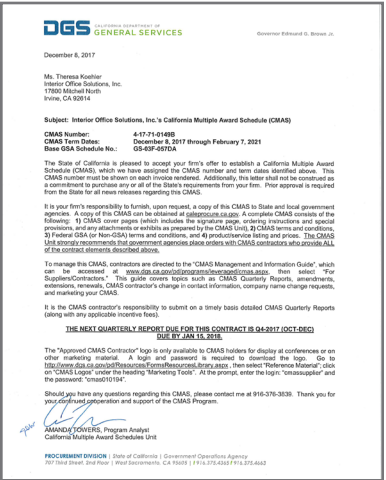 DGS CALIFORNIA DEPARTMENT OF
GENERAL SERVICES
Governor Edmund G. Brown Jr.
December 8, 2017
Ms. Theresa Koehler
Interior Office Solutions, Inc.
17800 Mitchell North
Irvine, CA 92614
Subject: Interior Office Solutions, Inc.'s California Multiple Award Schedule (CMAS)
CMAS Number: 4-17-71-0149B
CMAS Term Dates: December 8, 2017 through February 7, 2021
Base GSA Schedule No.: GS-03F-057DA
The State of California is pleased to accept your firm's offer to establish a California Multiple Award
Schedule (CMAS), which we have assigned the CMAS number and term dates identified above. This
CMAS number must be shown on each invoice rendered. Additionally, this letter shall not be construed as
a commitment to purchase any or all of the State's requirements from your firm. Prior approval is required
from the State for all news releases regarding this CMAS.
It is your firm's responsibility to furnish, upon request, a copy of this CMAS to State and local government
agencies. A copy of this CMAS can be obtained at caleprocure.ca.gov. A complete CMAS consists of the
following: 1) CMAS cover pages (which includes the signature page, ordering instructions and special
provisions, and any attachments or exhibits as prepared by the CMAS Unit), 2) CMAS terms and conditions,
3) Federal GSA (or Non-GSA) terms and conditions, and 4) product/service listing and prices. The CMAS
Unit strongly recommends that government agencies place orders with CMAS contractors who provide ALL
of the contract elements described above.
To manage this CMAS, contractors are directed to the "CMAS Management and Information Guide", which
can be accessed at www.dgs.ca.gov/pd/programs/leveraged/cmas.aspx, then select "For
Suppliers/Contractors." This guide covers topics such as CMAS Quarterly Reports, amendments,
extensions, renewals, CMAS contractor's change in contact information, company name change requests,
and marketing your CMAS.
It is the CMAS contractor's responsibility to submit on a timely basis detailed CMAS Quarterly Reports
(along with any applicable incentive fees).
THE NEXT QUARTERLY REPORT DUE FOR THIS CONTRACT IS Q4-2017 (OCT-DEC)
DUE BY JAN 15, 2018.
The "Approved CMAS Contractor" logo is only available to CMAS holders for display at conferences or on
other marketing material. A login and password is required to download the logo. Go to
http://www.dgs.ca.gov/pd/Resources/FormsResourcesLibrary.aspx, then select "Reference Material"; click
on "CMAS Logos" under the heading "Marketing Tools". At the prompt, enter the login: "cmassupplier" and
the password: "cmas010194".
Should you have any questions regarding this CMAS, please contact me at 916-376-3839. Thank you for
your continued cooperation and support of the CMAS Program.
AMANDA TOWERS, Program Analyst
California Multiple Award Schedules Unit
PROCUREMENT DIVISION | State of California | Government Operations Agency
707 Third Street, 2nd Floor | West Sacramento, CA 95605 | t 916.375.4365 f 916.375.4663